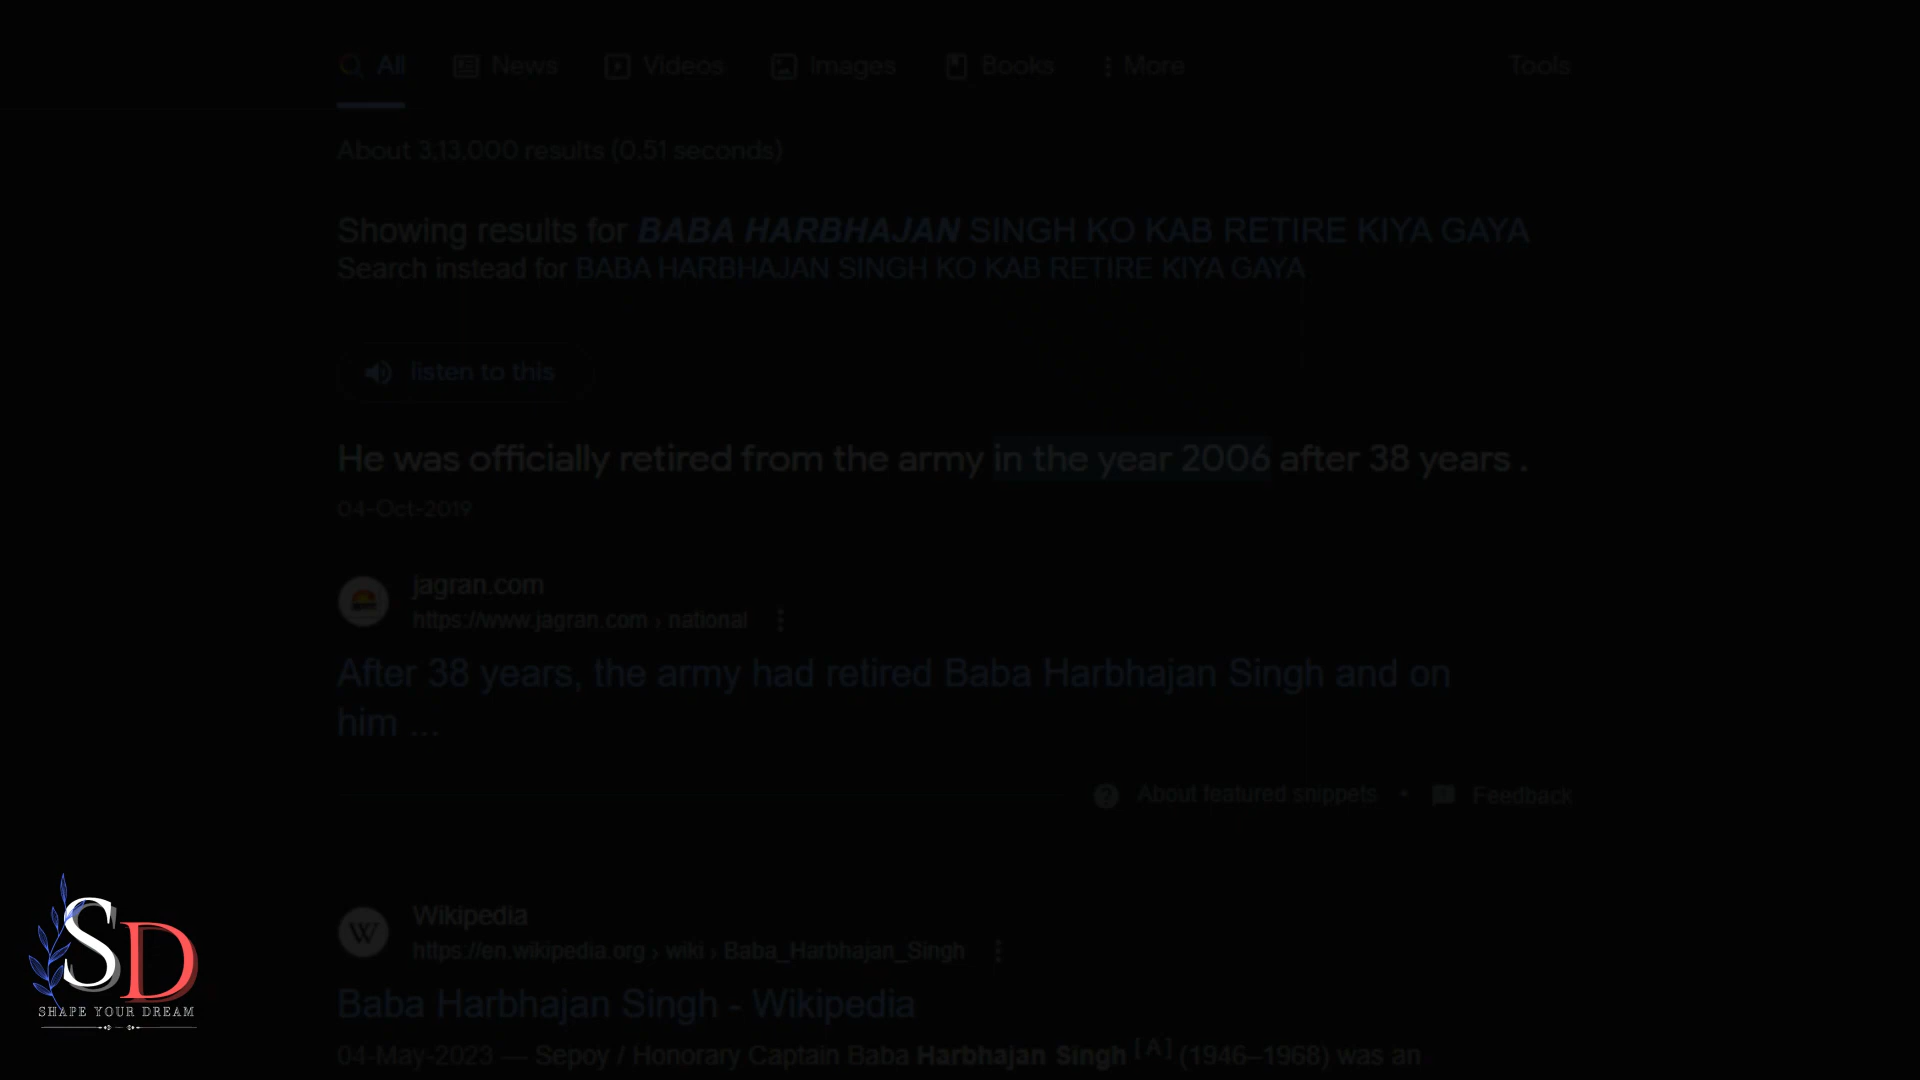 All News Videos Images Books More Tools
About 3,13,000 results (0.51 seconds)
Showing results for BABA HARBHAJAN SINGH KO KAB RETIRE KIYA GAYA
Search instead for BABA HARBHAJAN SINGH KO KAB RETIRE KIYA GAYA
listen to this
He was officially retired from the army in the year 2006 after 38 years .
04-Oct-2019
jagran.com
https://www.jagran.com › national
After 38 years, the army had retired Baba Harbhajan Singh and on
him ...
About featured snippets • Feedback
Wikipedia
https://en.wikipedia.org › wiki › Baba_Harbhajan_Singh
Baba Harbhajan Singh - Wikipedia
04-May-2023 — Sepoy / Honorary Captain Baba Harbhajan Singh [A] (1946–1968) was an
SD
SHAPE YOUR DREAM